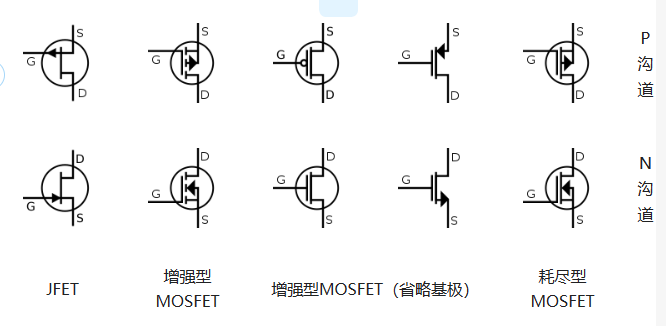 S S S S S P
G G G G G 沟
D D D D D 道
D D D D D N
G G G G G 沟
S S S S S 道
JFET
增强型
MOSFET
增强型MOSFET（省略基极）
耗尽型
MOSFET